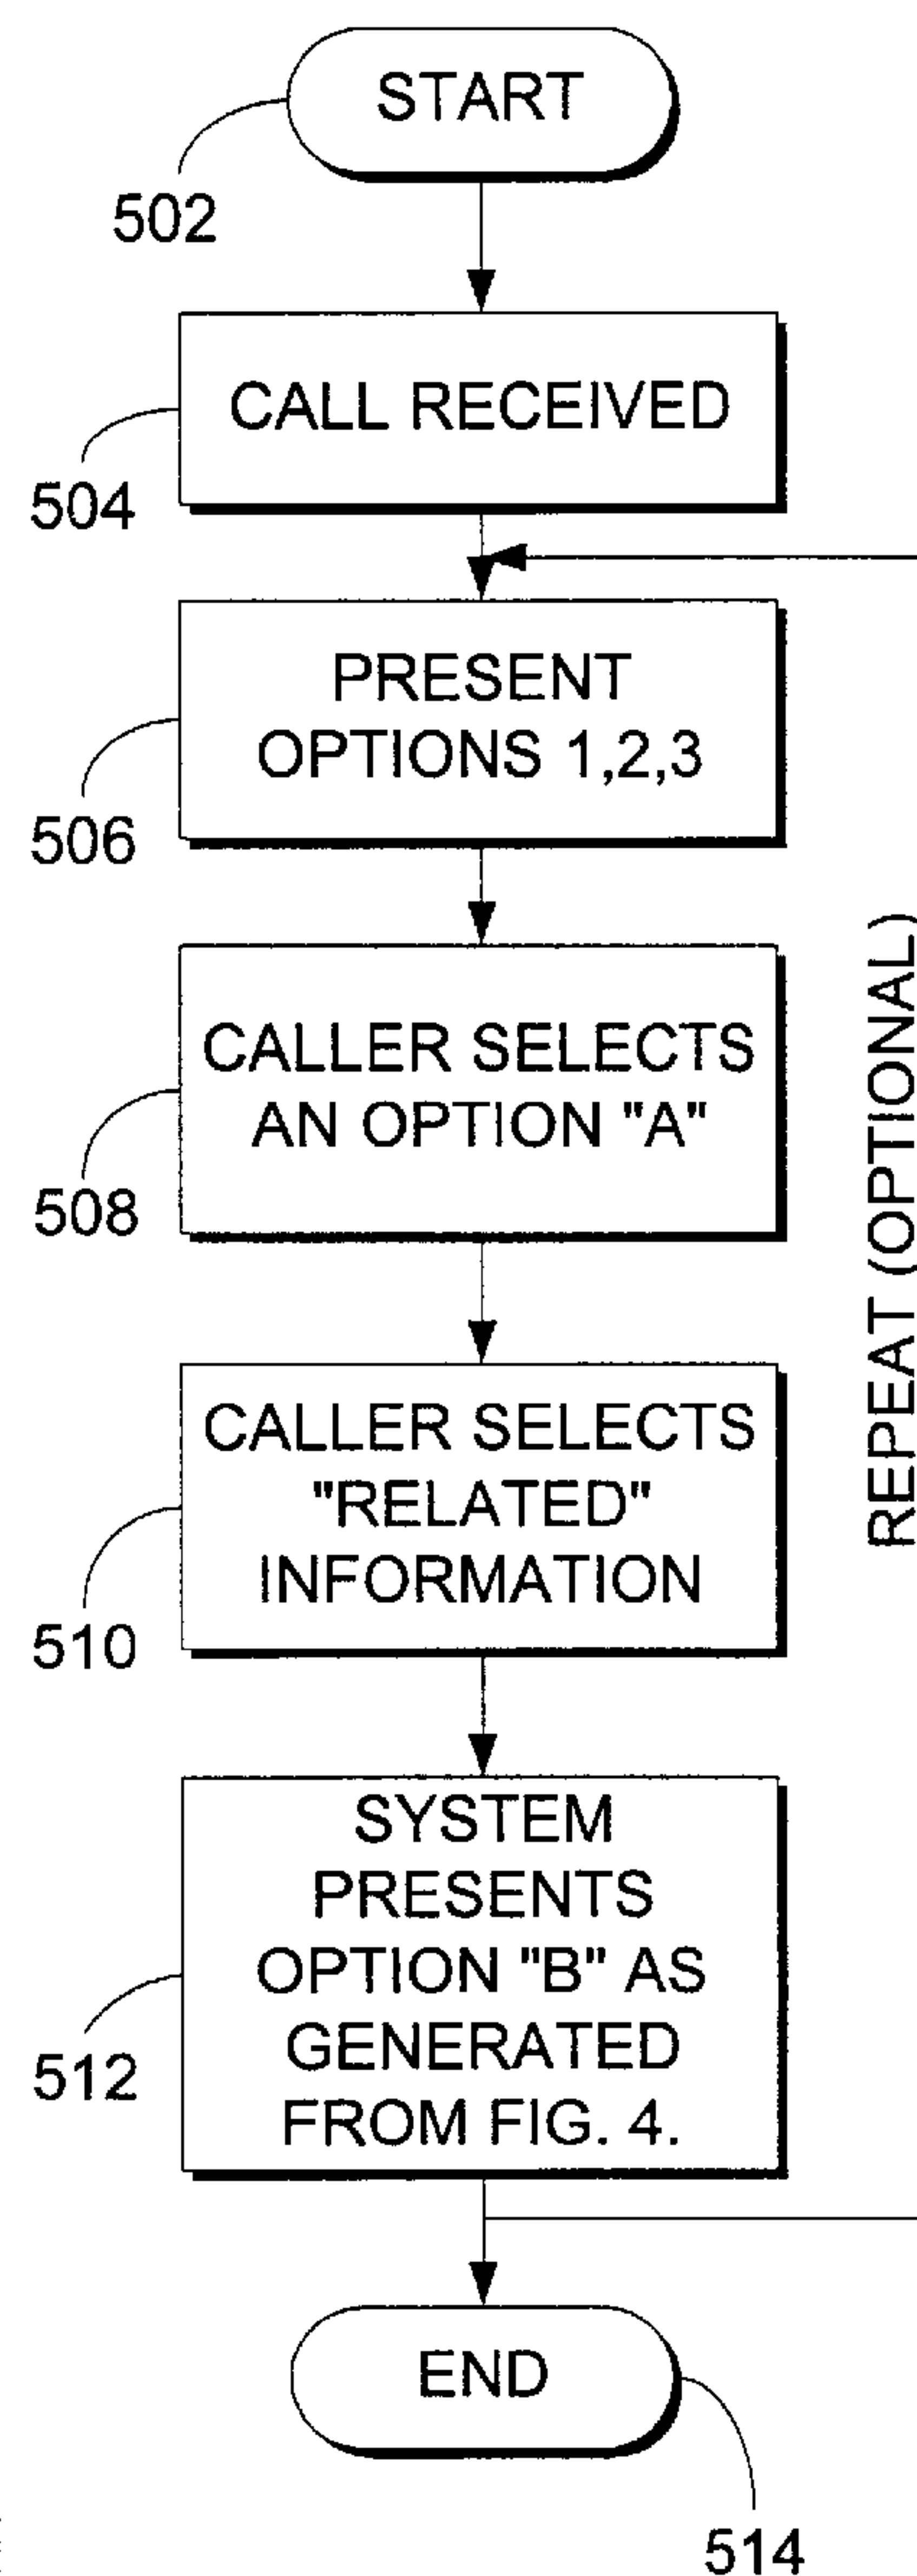 START
502
CALL RECEIVED
504
PRESENT
OPTIONS 1,2,3
506
CALLER SELECTS
AN OPTION "A"
508
REPEAT (OPTIONAL)
CALLER SELECTS
"RELATED"
INFORMATION
510
SYSTEM
PRESENTS
OPTION "B" AS
GENERATED
FROM FIG. 4.
512
END
514